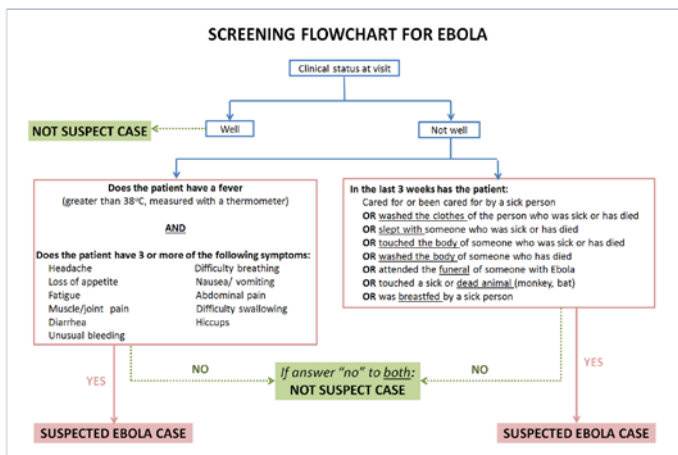 SCREENING FLOWCHART FOR EBOLA
Clinical status at visit
NOT SUSPECT CASE
Well
Not well
Does the patient have a fever
(greater than 38°C, measured with a thermometer)
AND
Does the patient have 3 or more of the following symptoms:
Headache
Loss of appetite
Fatigue
Muscle/joint pain
Diarrhea
Unusual bleeding
Difficulty breathing
Nausea/ vomiting
Abdominal pain
Difficulty swallowing
Hiccups
In the last 3 weeks has the patient:
Cared for or been cared for by a sick person
OR washed the clothes of the person who was sick or has died
OR slept with someone who was sick or has died
OR touched the body of someone who was sick or has died
OR washed the body of someone who has died
OR attended the funeral of someone with Ebola
OR touched a sick or dead animal (monkey, bat)
OR was breastfed by a sick person
YES
NO
If answer "no" to both:
NOT SUSPECT CASE
NO
YES
SUSPECTED EBOLA CASE
SUSPECTED EBOLA CASE